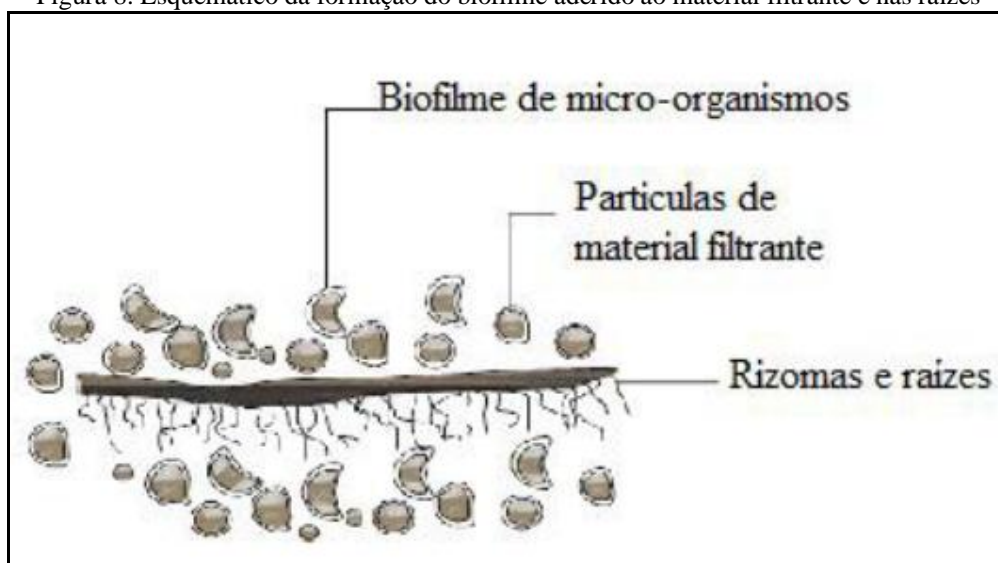 Figura 8. Esquemático da formação do biofilme aderido ao material filtrante e nas raízes
Biofilme de micro-organismos
Particulas de
material filtrante
Rizomas e raizes